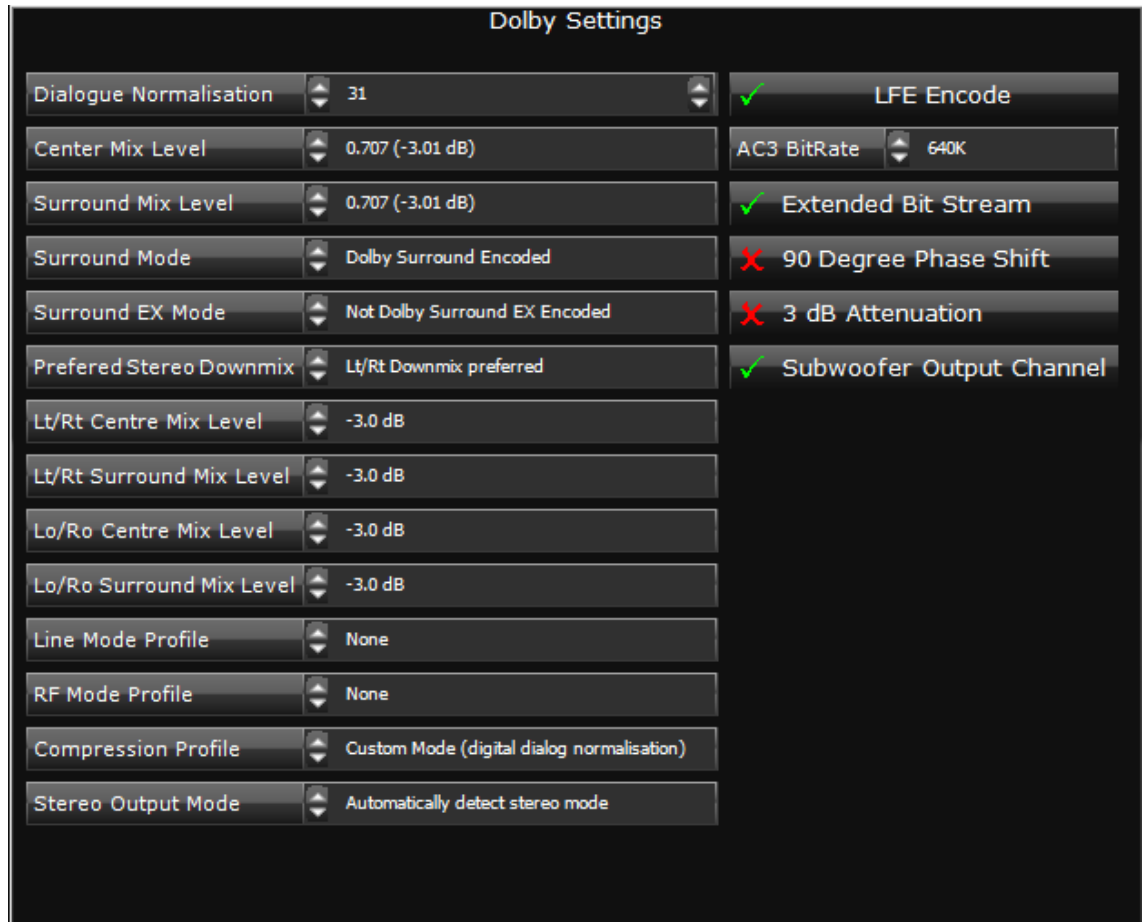 Dolby Settings
Dialogue Normalisation 31
Center Mix Level 0.707 (-3.01 dB)
Surround Mix Level 0.707 (-3.01 dB)
Surround Mode Dolby Surround Encoded
Surround EX Mode Not Dolby Surround EX Encoded
Prefered Stereo Downmix Lt/Rt Downmix preferred
Lt/Rt Centre Mix Level -3.0 dB
Lt/Rt Surround Mix Level -3.0 dB
Lo/Ro Centre Mix Level -3.0 dB
Lo/Ro Surround Mix Level -3.0 dB
Line Mode Profile None
RF Mode Profile None
Compression Profile Custom Mode (digital dialog normalisation)
Stereo Output Mode Automatically detect stereo mode
LFE Encode
AC3 BitRate 640K
Extended Bit Stream
90 Degree Phase Shift
3 dB Attenuation
Subwoofer Output Channel